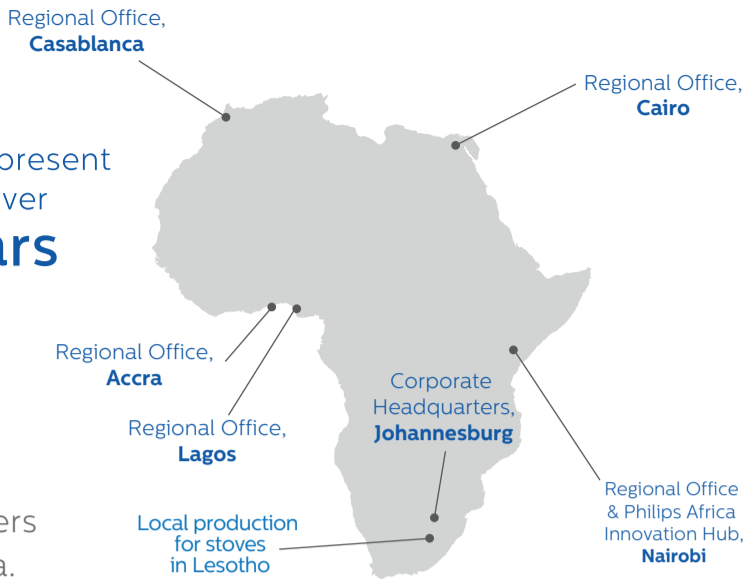 Regional Office,
Casablanca
Regional Office,
Cairo
present
ver
ars
Regional Office,
Accra
Regional Office,
Lagos
Corporate
Headquarters,
Johannesburg
Regional Office
& Philips Africa
Innovation Hub,
Nairobi
Local production
for stoves
in Lesotho
ers
a.